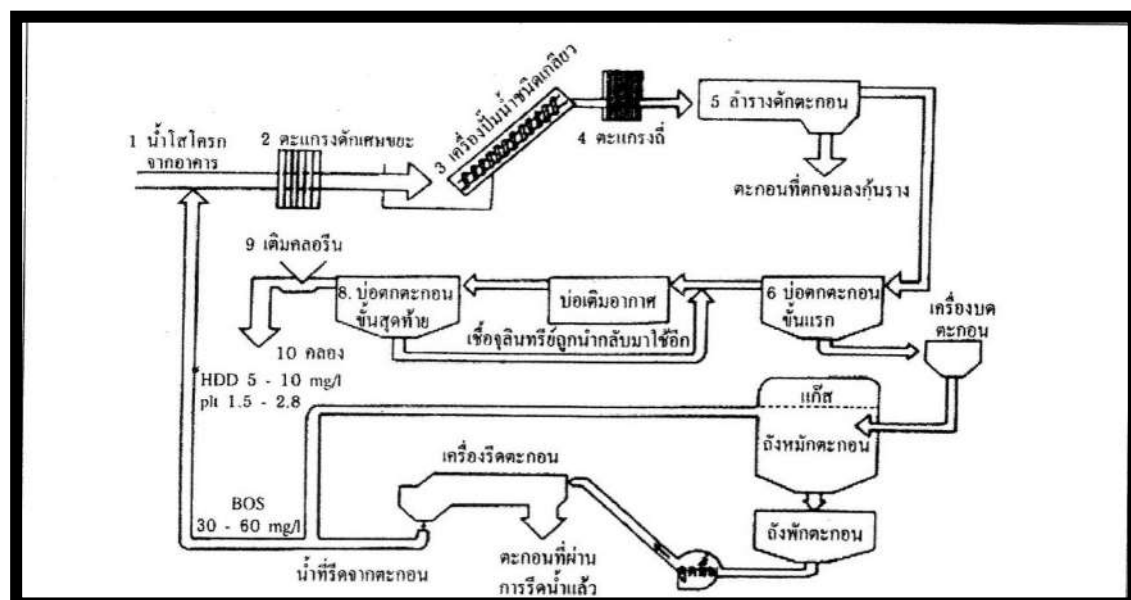 1 น้ำโสโครก
จากอาคาร
2 ตะแกรงดักเศษขยะ
3 เครื่องปั๊มน้ำชนิดเกลียว
4 ตะแกรงถี่
5 ลำรางดักตะกอน
ตะกอนที่ตกจมลงก้นราง
9 เติมคลอรีน
8. บ่อตกตะกอน
ขั้นสุดท้าย
บ่อเติมอากาศ
6 บ่อตกตะกอน
ขั้นแรก
เครื่องบด
ตะกอน
เชื้อจุลินทรีย์ถูกนำกลับมาใช้อีก
10 คลอง
HDD 5 - 10 mg/l
plt 1.5 - 2.8
แก๊ส
ถังหมักตะกอน
เครื่องรีดตะกอน
BOS
30 - 60 mg/l
ถังพักตะกอน
น้ำที่รีดจากตะกอน
ตะกอนที่ผ่าน
การรีดน้ำแล้ว